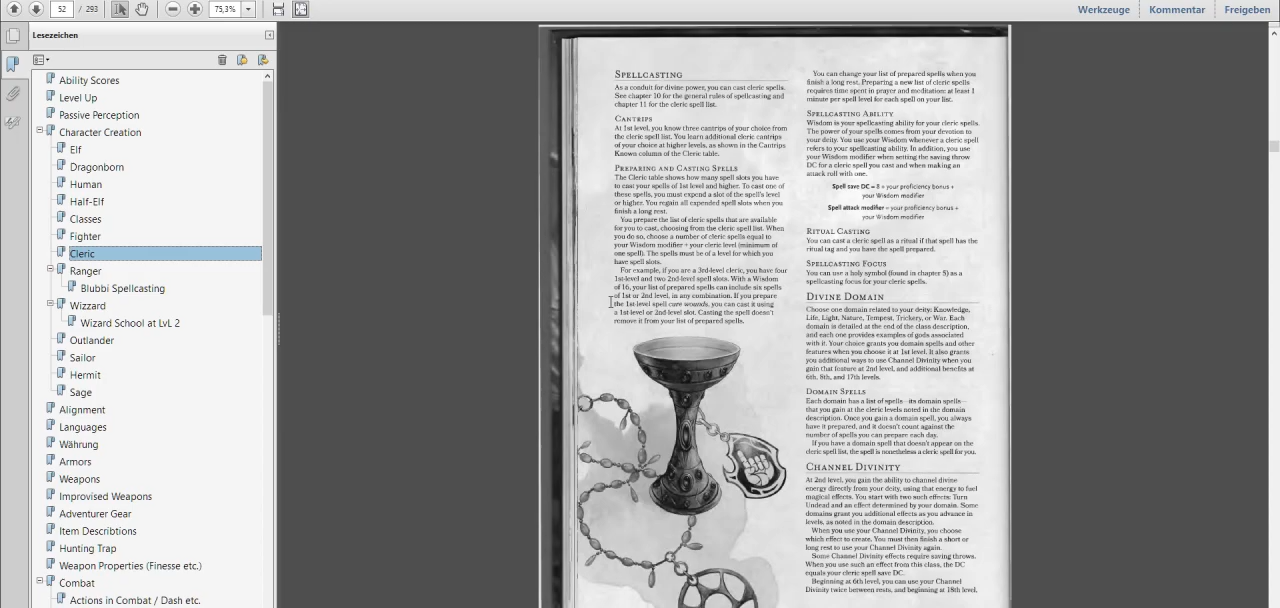 52 / 293
75,3%
Werkzeuge
Kommentar
Freigeben
Lesezeichen
Ability Scores
Level Up
Passive Perception
Character Creation
Elf
Dragonborn
Human
Half-Elf
Classes
Fighter
Cleric
Ranger
Blubbi Spellcasting
Wizzard
Wizard School at LvL 2
Outlander
Sailor
Hermit
Sage
Alignment
Languages
Währung
Armors
Weapons
Improvised Weapons
Adventurer Gear
Item Describtions
Hunting Trap
Weapon Properties (Finesse etc.)
Combat
Actions in Combat / Dash etc.
Spellcasting
As a conduit for divine power, you can cast cleric spells.
See chapter 10 for the general rules of spellcasting and
chapter 11 for the cleric spell list.
Cantrips
At 1st level, you know three cantrips of your choice from
the cleric spell list. You learn additional cleric cantrips
of your choice at higher levels, as shown in the Cantrips
Known column of the Cleric table.
Preparing and Casting Spells
The Cleric table shows how many spell slots you have
to cast your spells of 1st level and higher. To cast one of
these spells, you must expend a slot of the spell's level
or higher. You regain all expended spell slots when you
finish a long rest.
You prepare the list of cleric spells that are available
for you to cast, choosing from the cleric spell list. When
you do so, choose a number of cleric spells equal to
your Wisdom modifier + your cleric level (minimum of
one spell). The spells must be of a level for which you
have spell slots.
For example, if you are a 3rd-level cleric, you have four
1st-level and two 2nd-level spell slots. With a Wisdom
of 16, your list of prepared spells can include six spells
of 1st or 2nd level, in any combination. If you prepare
the 1st-level spell cure wounds, you can cast it using
a 1st-level or 2nd-level slot. Casting the spell doesn't
remove it from your list of prepared spells.
You can change your list of prepared spells when you
finish a long rest. Preparing a new list of cleric spells
requires time spent in prayer and meditation: at least 1
minute per spell level for each spell on your list.
Spellcasting Ability
Wisdom is your spellcasting ability for your cleric spells.
The power of your spells comes from your devotion to
your deity. You use your Wisdom whenever a cleric spell
refers to your spellcasting ability. In addition, you use
your Wisdom modifier when setting the saving throw
DC for a cleric spell you cast and when making an
attack roll with one.
Spell save DC = 8 + your proficiency bonus +
your Wisdom modifier
Spell attack modifier = your proficiency bonus +
your Wisdom modifier
Ritual Casting
You can cast a cleric spell as a ritual if that spell has the
ritual tag and you have the spell prepared.
Spellcasting Focus
You can use a holy symbol (found in chapter 5) as a
spellcasting focus for your cleric spells.
Divine Domain
Choose one domain related to your deity: Knowledge,
Life, Light, Nature, Tempest, Trickery, or War. Each
domain is detailed at the end of the class description,
and each one provides examples of gods associated
with it. Your choice grants you domain spells and other
features when you choose it at 1st level. It also grants
you additional ways to use Channel Divinity when you
gain that feature at 2nd level, and additional benefits at
6th, 8th, and 17th levels.
Domain Spells
Each domain has a list of spells—its domain spells—
that you gain at the cleric levels noted in the domain
description. Once you gain a domain spell, you always
have it prepared, and it doesn't count against the
number of spells you can prepare each day.
If you have a domain spell that doesn't appear on the
cleric spell list, the spell is nonetheless a cleric spell for you.
Channel Divinity
At 2nd level, you gain the ability to channel divine
energy directly from your deity, using that energy to fuel
magical effects. You start with two such effects: Turn
Undead and an effect determined by your domain. Some
domains grant you additional effects as you advance in
levels, as noted in the domain description.
When you use your Channel Divinity, you choose
which effect to create. You must then finish a short or
long rest to use your Channel Divinity again.
Some Channel Divinity effects require saving throws.
When you use such an effect from this class, the DC
equals your cleric spell save DC.
Beginning at 6th level, you can use your Channel
Divinity twice between rests, and beginning at 18th level,